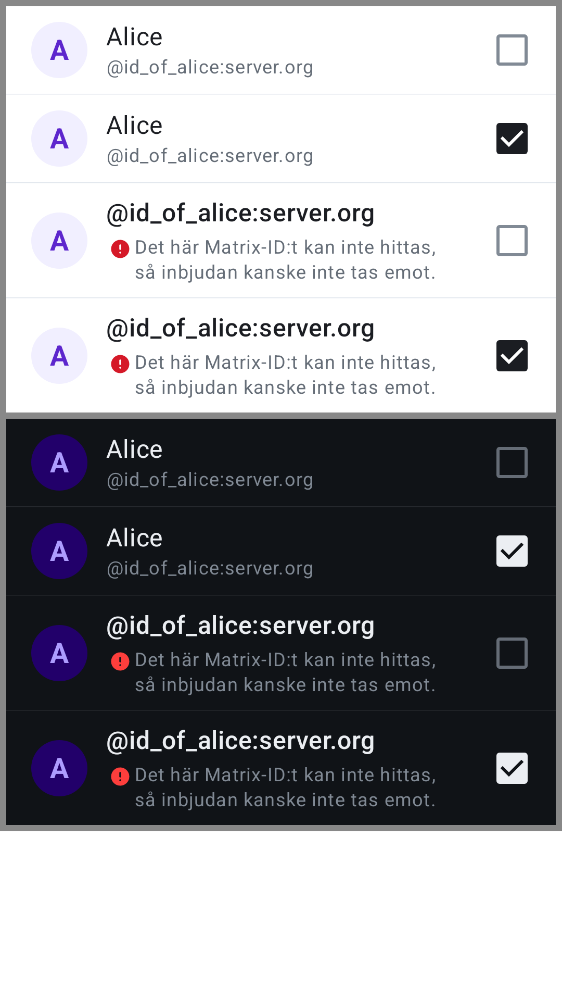 A
Alice
@id_of_alice:server.org
A
Alice
@id_of_alice:server.org
A
@id_of_alice:server.org
Det här Matrix-ID:t kan inte hittas,
så inbjudan kanske inte tas emot.
A
@id_of_alice:server.org
Det här Matrix-ID:t kan inte hittas,
så inbjudan kanske inte tas emot.
A
Alice
@id_of_alice:server.org
A
Alice
@id_of_alice:server.org
A
@id_of_alice:server.org
Det här Matrix-ID:t kan inte hittas,
så inbjudan kanske inte tas emot.
A
@id_of_alice:server.org
Det här Matrix-ID:t kan inte hittas,
så inbjudan kanske inte tas emot.